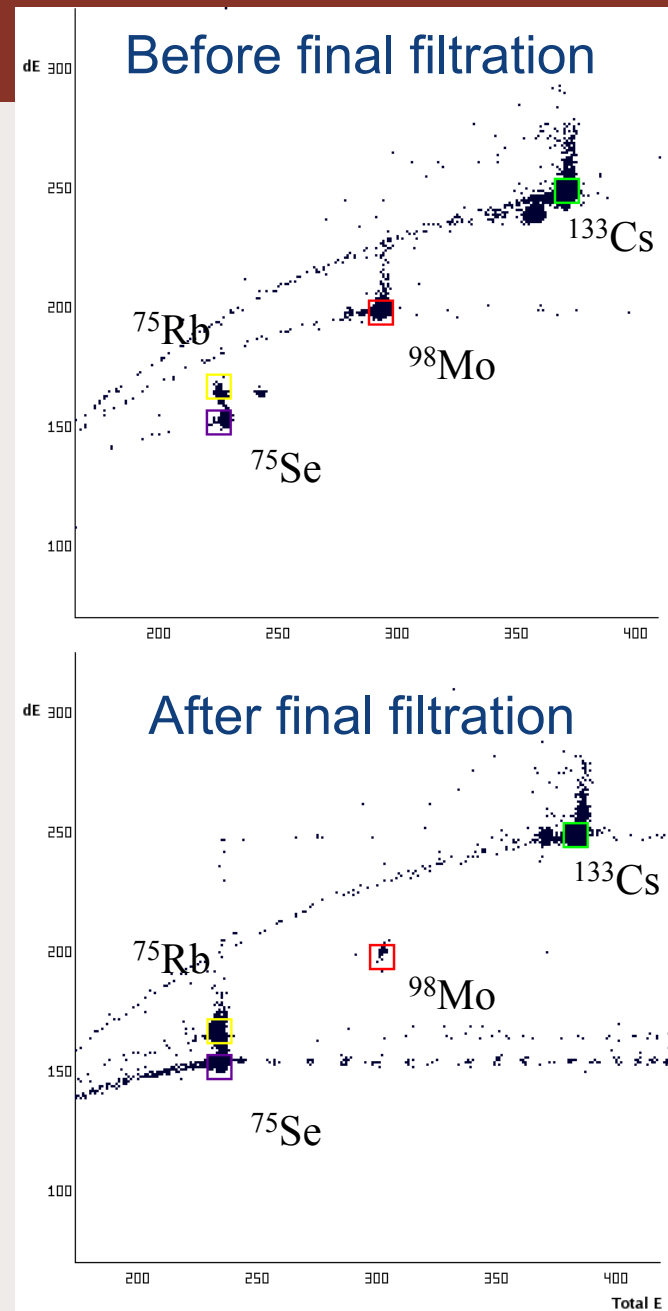 Before final filtration
dE 300
250
200
150
100
¹³³Cs
⁷⁵Rb
⁹⁸Mo
⁷⁵Se
200 250 300 350 400
After final filtration
dE 300
250
200
150
100
¹³³Cs
⁷⁵Rb
⁹⁸Mo
⁷⁵Se
200 250 300 350 400
Total E